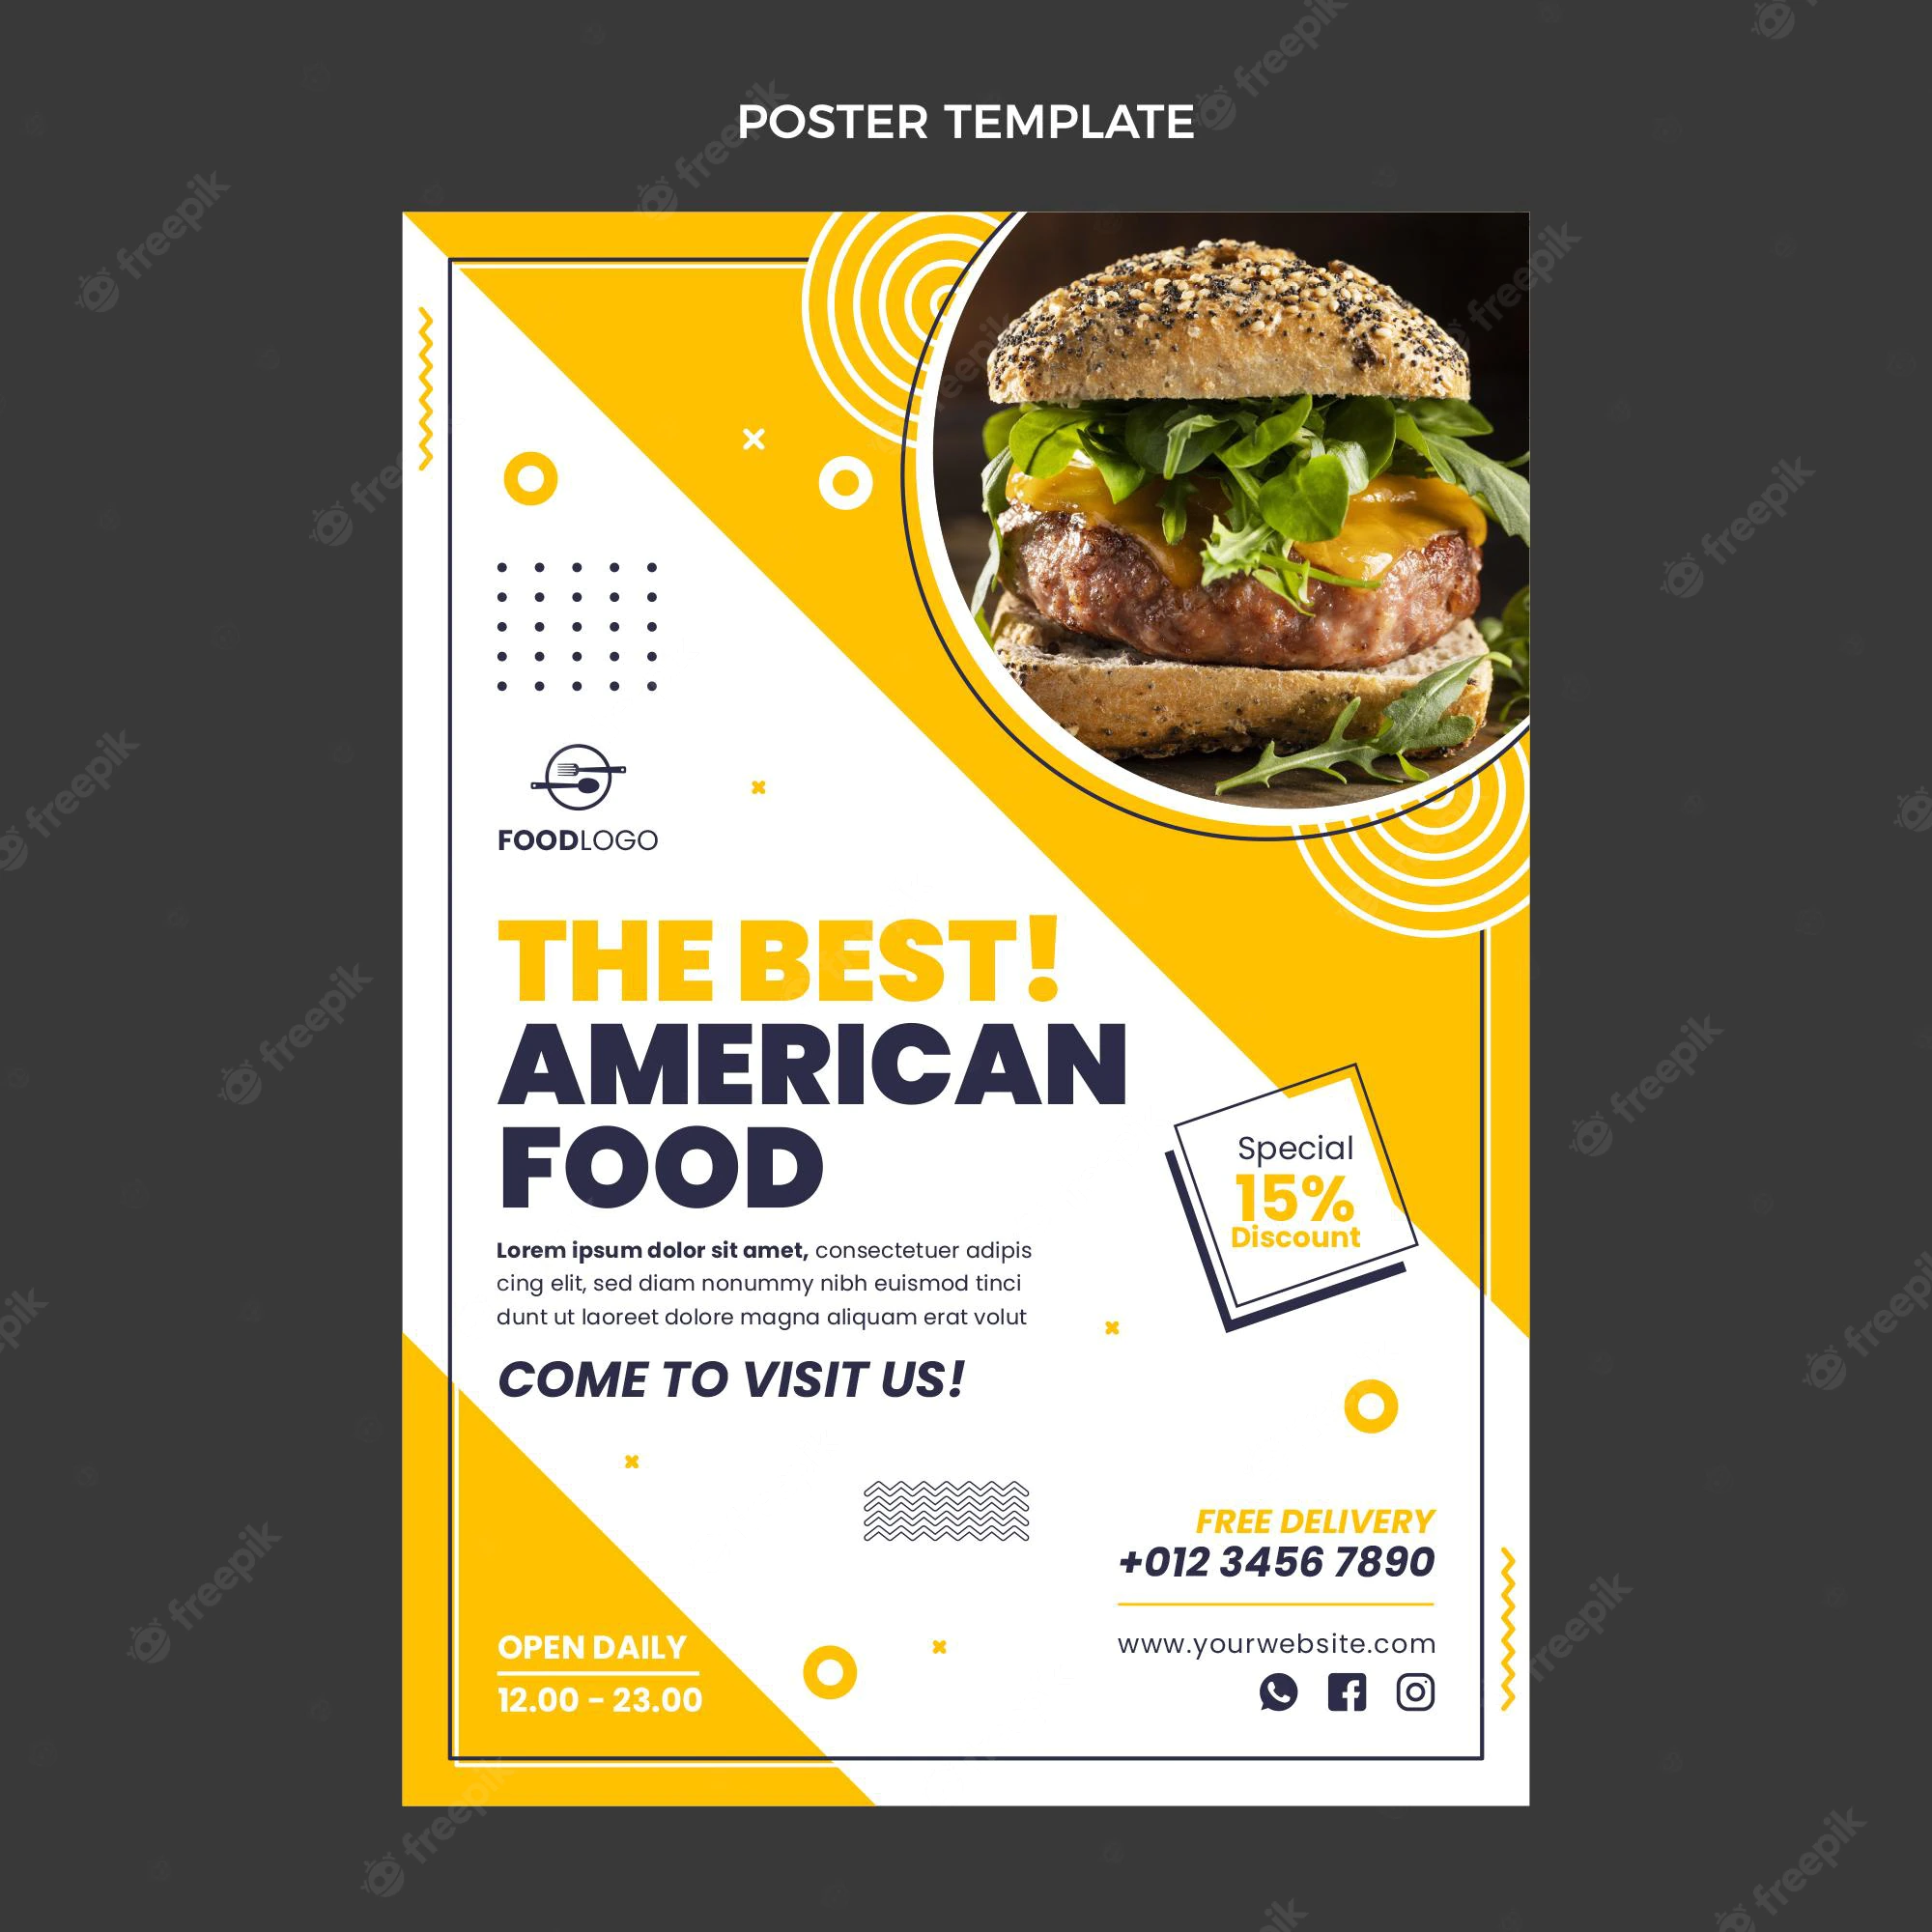 POSTER TEMPLATE
FOODLOGO
THE BEST!
AMERICAN
FOOD
Lorem ipsum dolor sit amet, consectetuer adipis
cing elit, sed diam nonummy nibh euismod tinci
dunt ut laoreet dolore magna aliquam erat volut
COME TO VISIT US!
Special
15%
Discount
FREE DELIVERY
+012 3456 7890
www.yourwebsite.com
OPEN DAILY
12.00 - 23.00
freepik